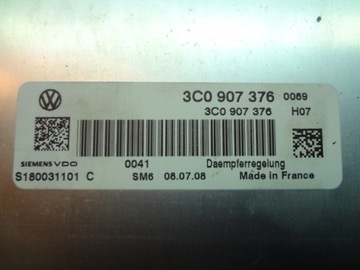 3C0 907 376 0069
3C0 907 376 H07
SIEMENS VDO 0041 Daempferregelung
S180031101 C SM6 08.07.08 Made in France